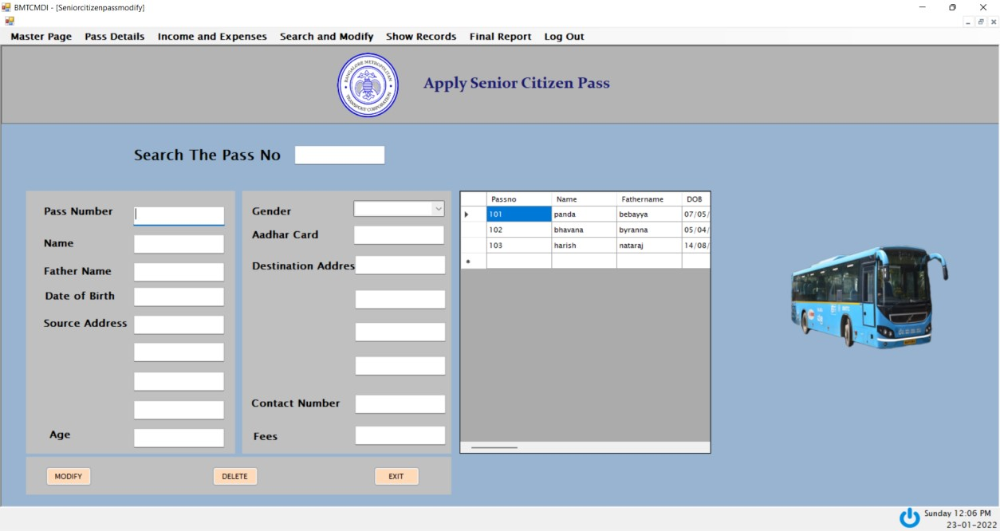 BMTCMDI - [Seniorcitizenpassmodify]
Master Page Pass Details Income and Expenses Search and Modify Show Records Final Report Log Out
BANGALORE METROPOLITAN
TRANSPORT CORPORATION
Apply Senior Citizen Pass
Search The Pass No
Pass Number
Name
Father Name
Date of Birth
Source Address
Age
Gender
Aadhar Card
Destination Addres
Contact Number
Fees
Passno Name Fathername DOB
101 panda bebayya 07/05/
102 bhavana byranna 05/04/
103 harish nataraj 14/08/
MODIFY DELETE EXIT
Sunday 12:06 PM
23-01-2022